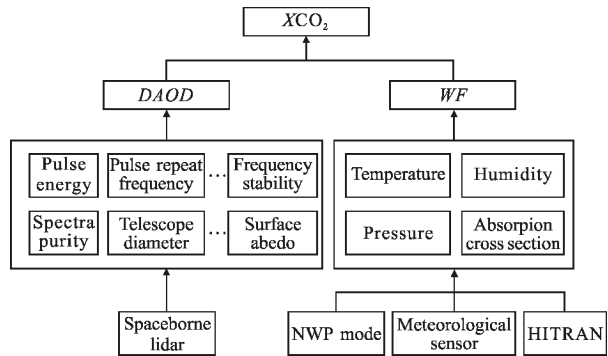 XCO₂
DAOD
WF
Pulse
energy
Pulse repeat
frequency
...
Frequency
stability
Spectra
purity
Telescope
diameter
...
Surface
abedo
Temperature
Humidity
Pressure
Absorpion
cross section
Spaceborne
lidar
NWP mode
Meteorological
sensor
HITRAN